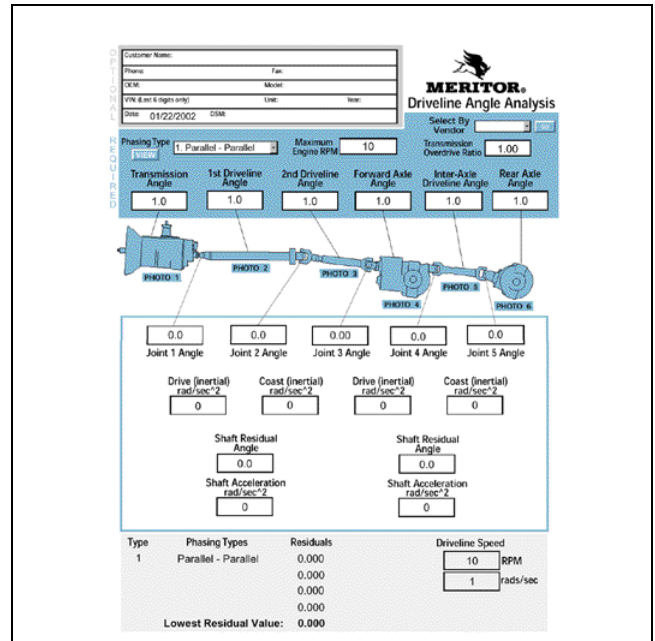 OPTIONAL
Customer Name:
Phone: Fax:
OEM: Model:
VIN: (Last 6 digits only) Unit: Year:
Date: 01/22/2002 DSM:
MERITOR®
Driveline Angle Analysis
Select By Vendor
REQUIRED
Phasing Type VIEW 1. Parallel - Parallel Maximum Engine RPM 10 Transmission Overdrive Ratio 1.00
Transmission Angle 1st Driveline Angle 2nd Driveline Angle Forward Axle Angle Inter-Axle Driveline Angle Rear Axle Angle
1.0 1.0 1.0 1.0 1.0 1.0
PHOTO 1 PHOTO 2 PHOTO 3 PHOTO 4 PHOTO 5 PHOTO 6
0.0 0.0 0.00 0.0 0.0
Joint 1 Angle Joint 2 Angle Joint 3 Angle Joint 4 Angle Joint 5 Angle
Drive (inertial) Coast (inertial) Drive (inertial) Coast (inertial)
rad/sec^2 rad/sec^2 rad/sec^2 rad/sec^2
0 0 0 0
Shaft Residual Shaft Residual
Angle Angle
0.0 0.0
Shaft Acceleration Shaft Acceleration
rad/sec^2 rad/sec^2
0 0
Type Phasing Types Residuals Driveline Speed
1 Parallel - Parallel 0.000 10 RPM
0.000 1 rads/sec
0.000
0.000
Lowest Residual Value: 0.000